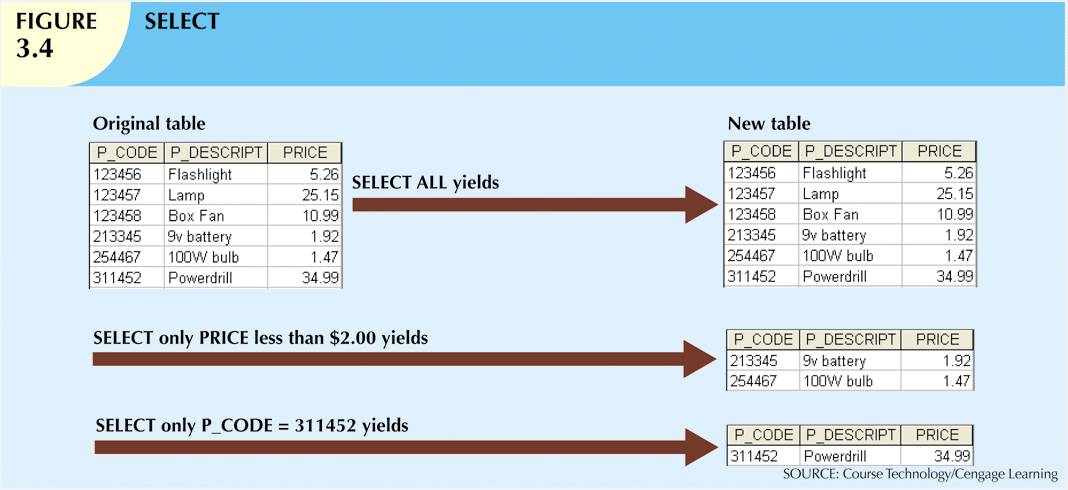 FIGURE
3.4
SELECT
Original table
P_CODE P_DESCRIPT PRICE
123456 Flashlight 5.26
123457 Lamp 25.15
123458 Box Fan 10.99
213345 9v battery 1.92
254467 100W bulb 1.47
311452 Powerdrill 34.99
SELECT ALL yields
New table
P_CODE P_DESCRIPT PRICE
123456 Flashlight 5.26
123457 Lamp 25.15
123458 Box Fan 10.99
213345 9v battery 1.92
254467 100W bulb 1.47
311452 Powerdrill 34.99
SELECT only PRICE less than $2.00 yields
P_CODE P_DESCRIPT PRICE
213345 9v battery 1.92
254467 100W bulb 1.47
SELECT only P_CODE = 311452 yields
P_CODE P_DESCRIPT PRICE
311452 Powerdrill 34.99
SOURCE: Course Technology/Cengage Learning